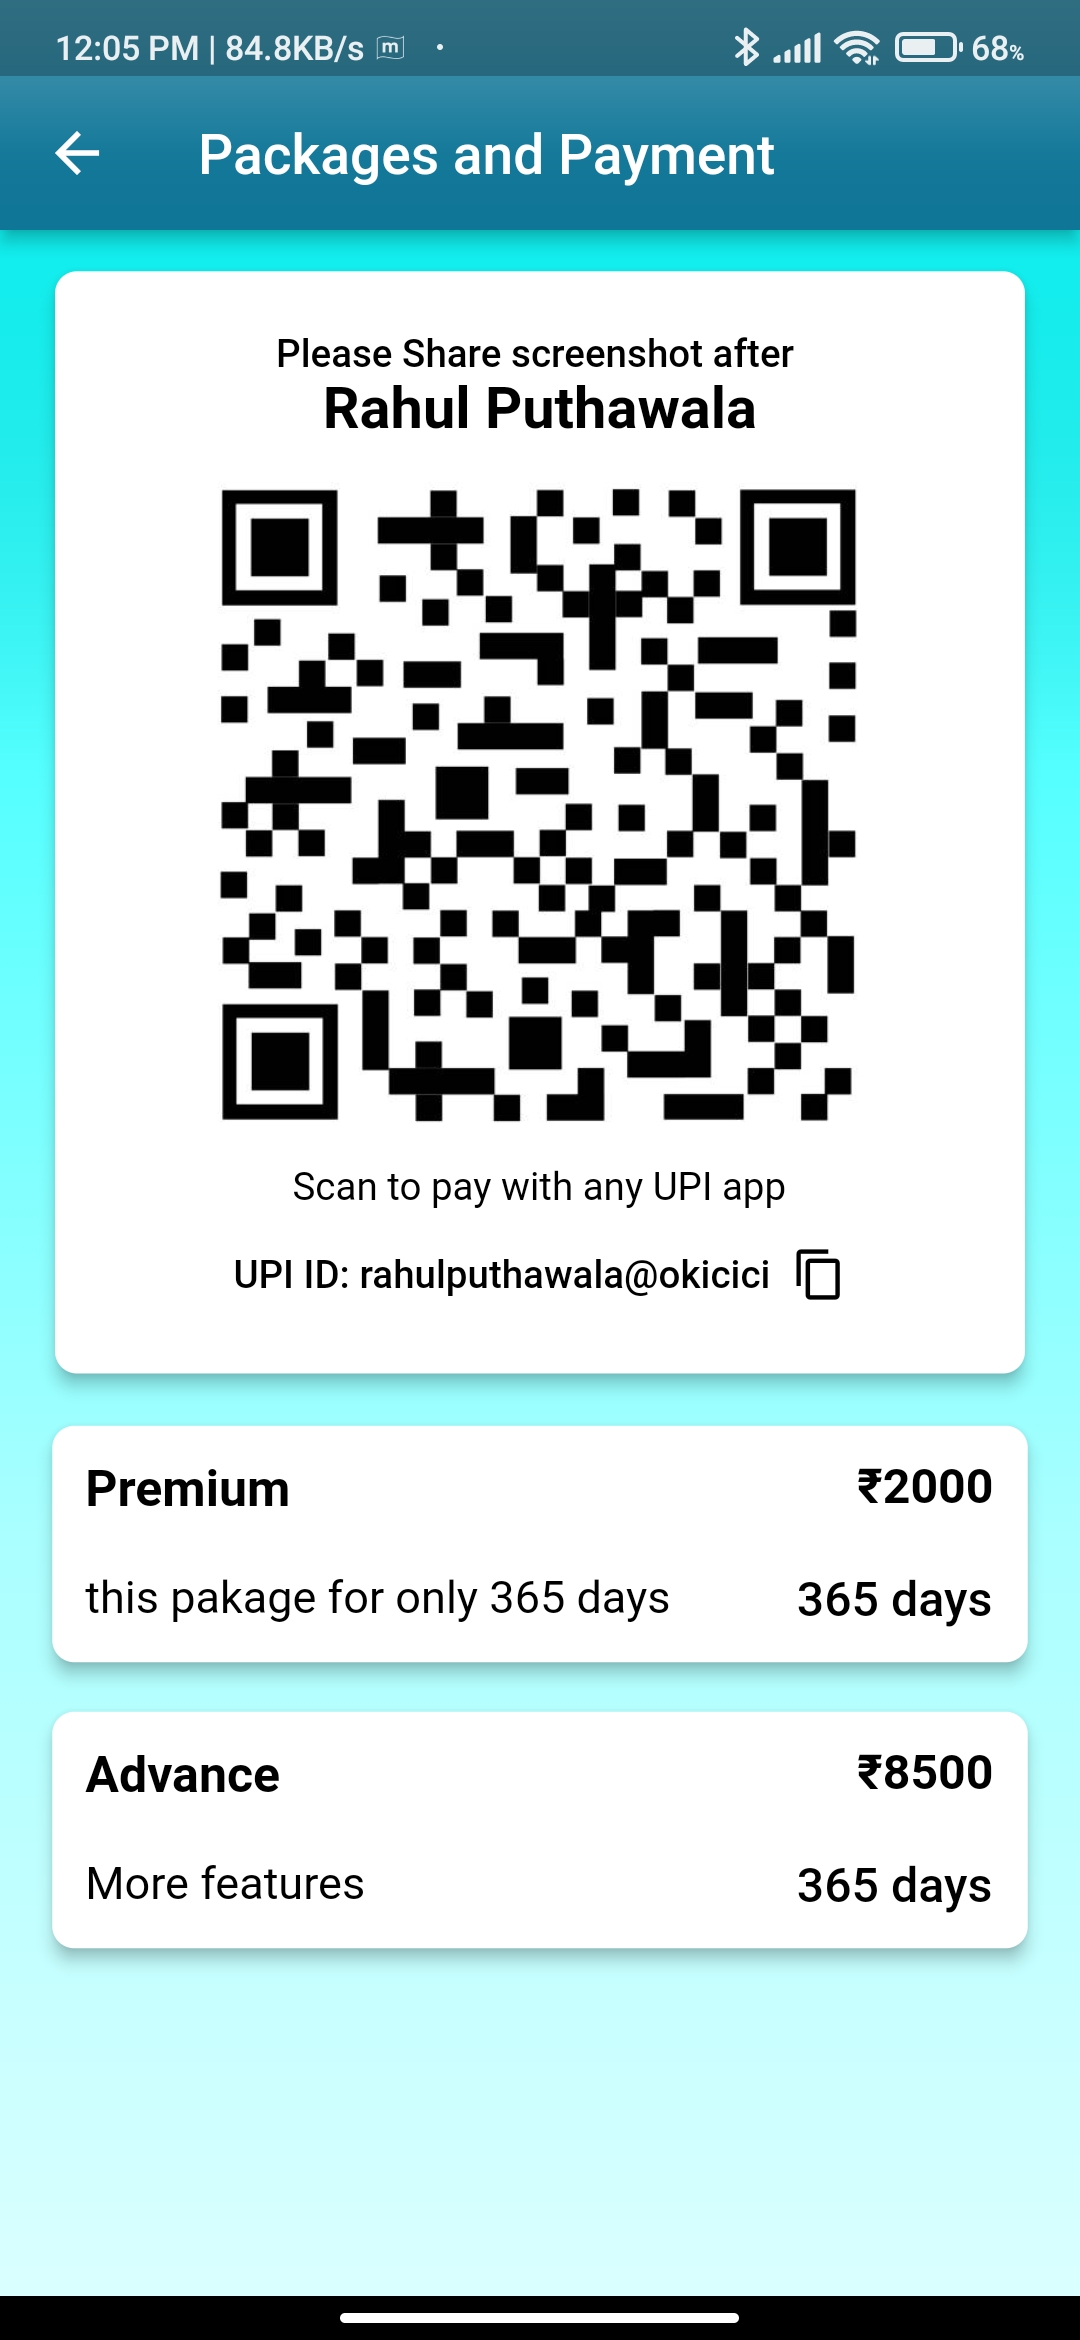 12:05 PM | 84.8KB/s m
68%
Packages and Payment
Please Share screenshot after
Rahul Puthawala
Scan to pay with any UPI app
UPI ID: rahulputhawala@okicici
Premium ₹2000
this pakage for only 365 days 365 days
Advance ₹8500
More features 365 days